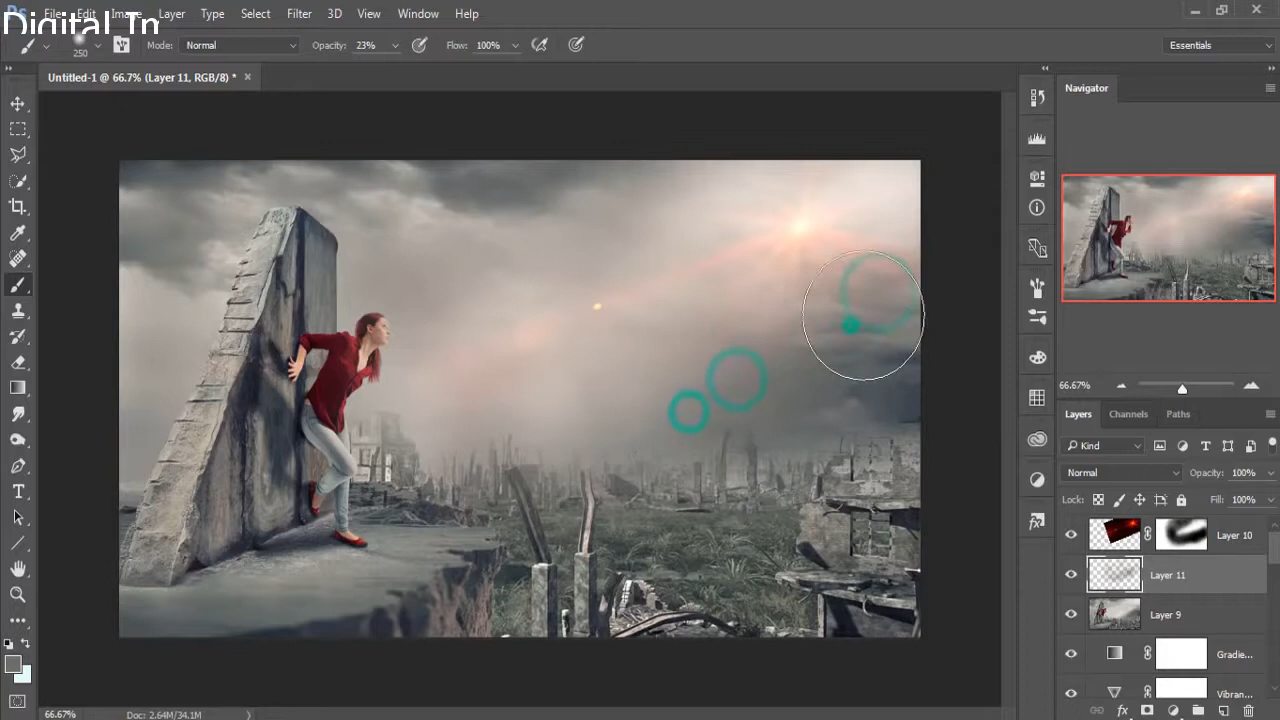 Ps File Edit Image Layer Type Select Filter 3D View Window Help
Digital Tm
250 Mode: Normal Opacity: 23% Flow: 100% Essentials
Untitled-1 @ 66.7% (Layer 11, RGB/8) * ×
Navigator
66.67%
Layers Channels Paths
Kind
Normal Opacity: 100%
Lock: Fill: 100%
Layer 10
Layer 11
Layer 9
Gradie...
Vibran...
66.67% Doc: 2.64M/34.1M